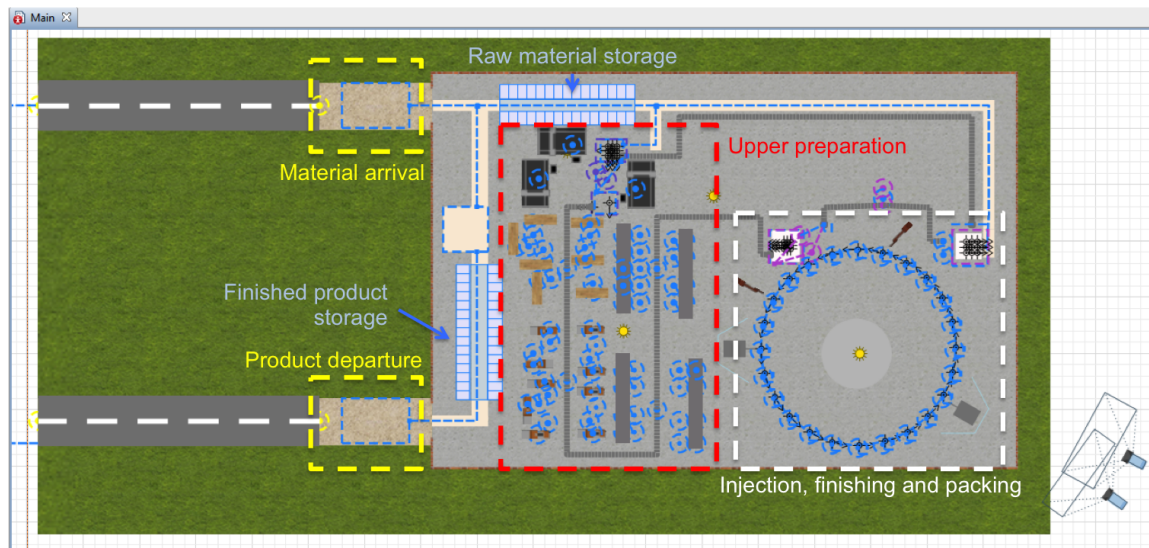 Main
Raw material storage
Upper preparation
Material arrival
Finished product
storage
Product departure
Injection, finishing and packing